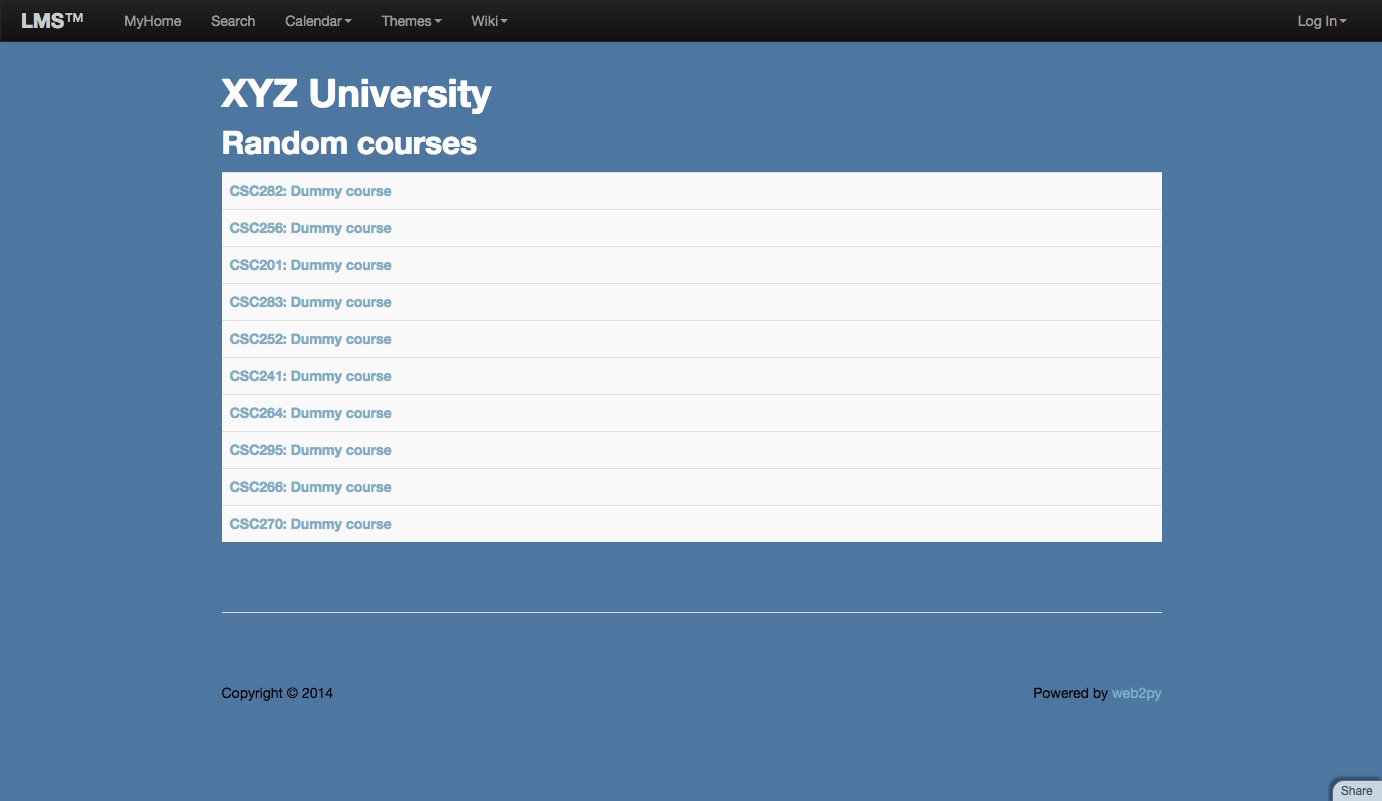 LMS™ MyHome Search Calendar Themes Wiki Log In
XYZ University
Random courses
CSC282: Dummy course
CSC256: Dummy course
CSC201: Dummy course
CSC283: Dummy course
CSC252: Dummy course
CSC241: Dummy course
CSC264: Dummy course
CSC295: Dummy course
CSC266: Dummy course
CSC270: Dummy course
Copyright © 2014 Powered by web2py
Share